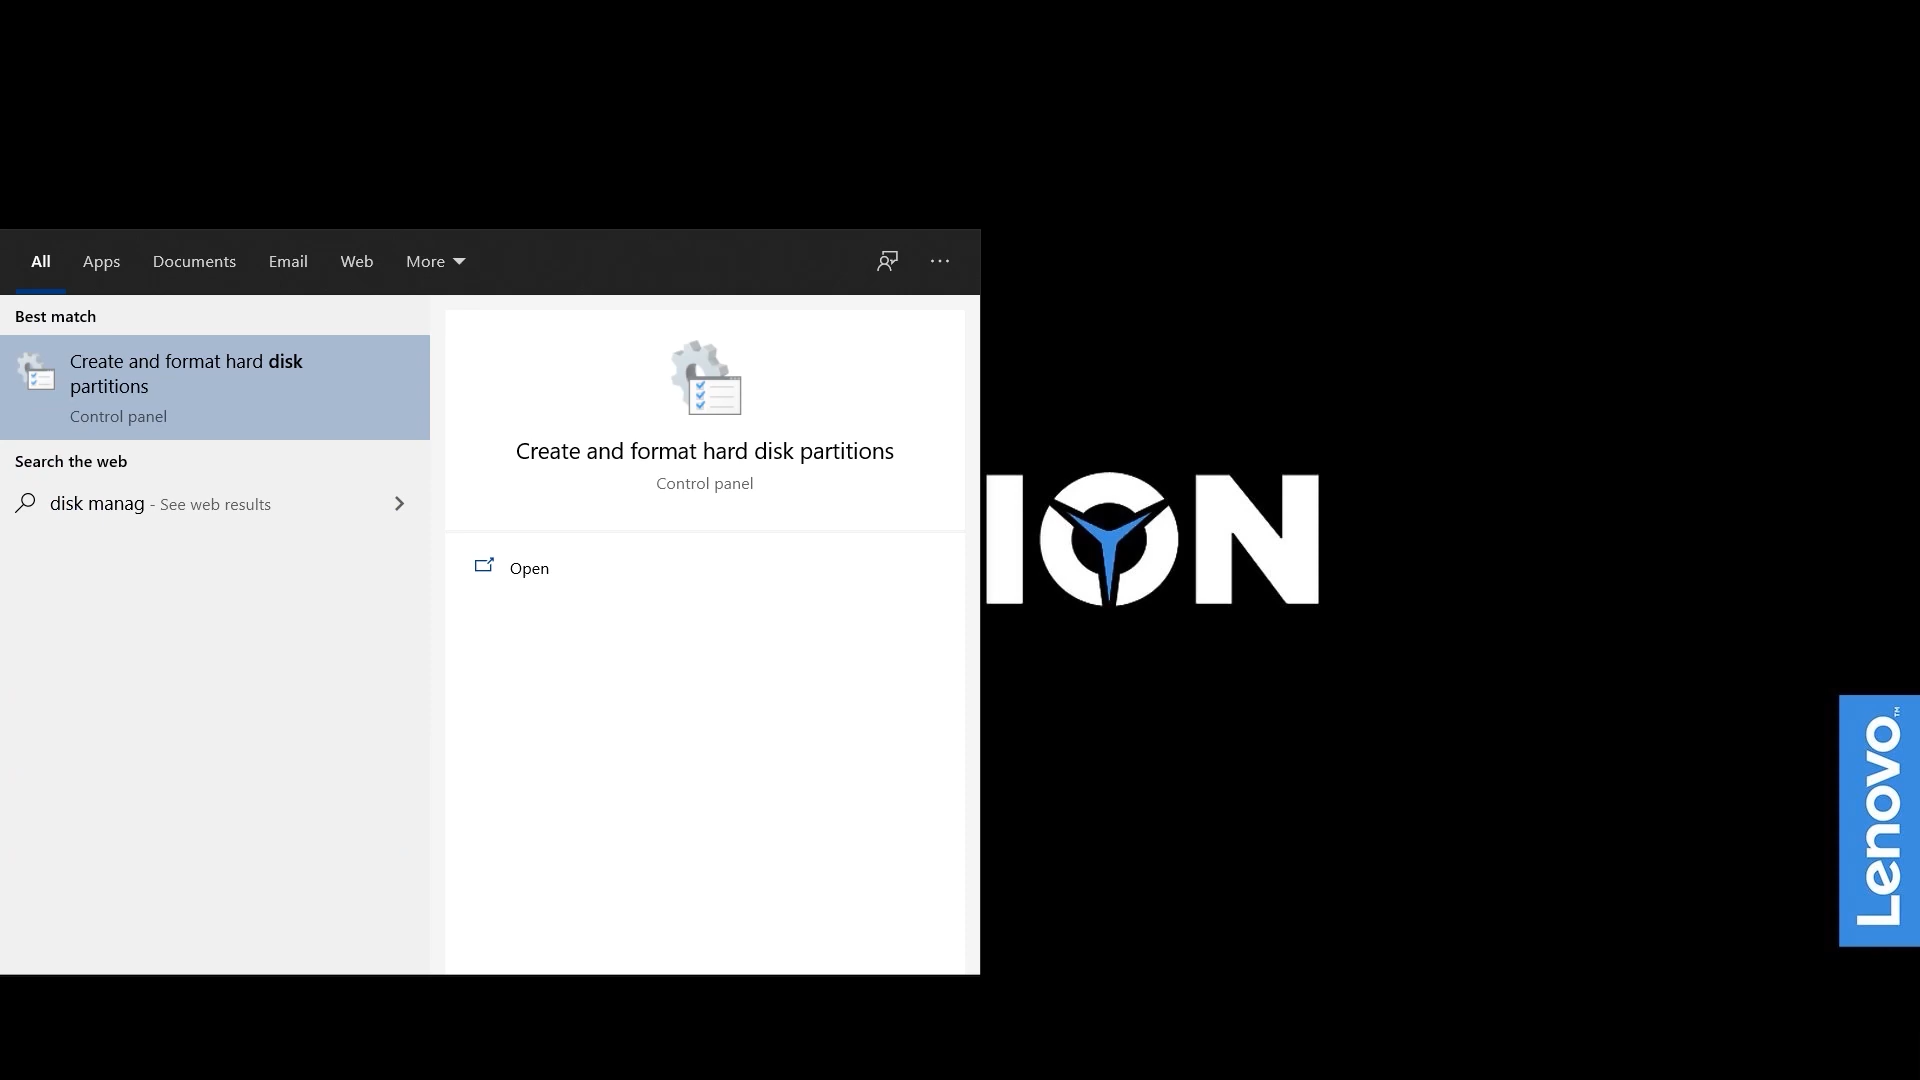 All Apps Documents Email Web More ...
Best match
Create and format hard disk
partitions
Control panel
Search the web
disk manag - See web results
Create and format hard disk partitions
Control panel
Open
ION
Lenovo™